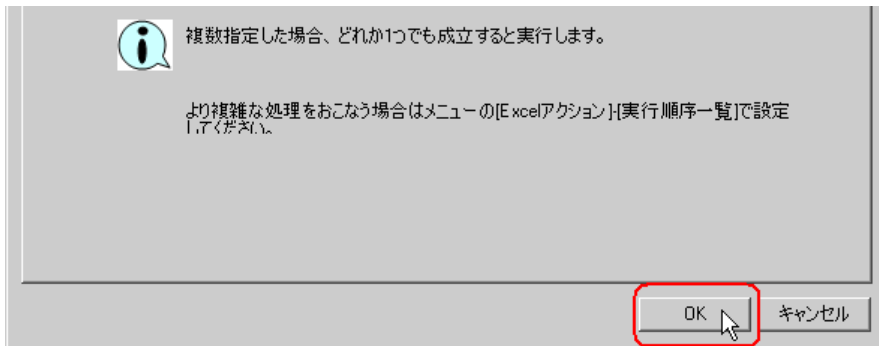 複数指定した場合、どれか1つでも成立すると実行します。
より複雑な処理をおこなう場合はメニューの[Excelアクション]-[実行順序一覧]で設定
してください。
OK
キャンセル